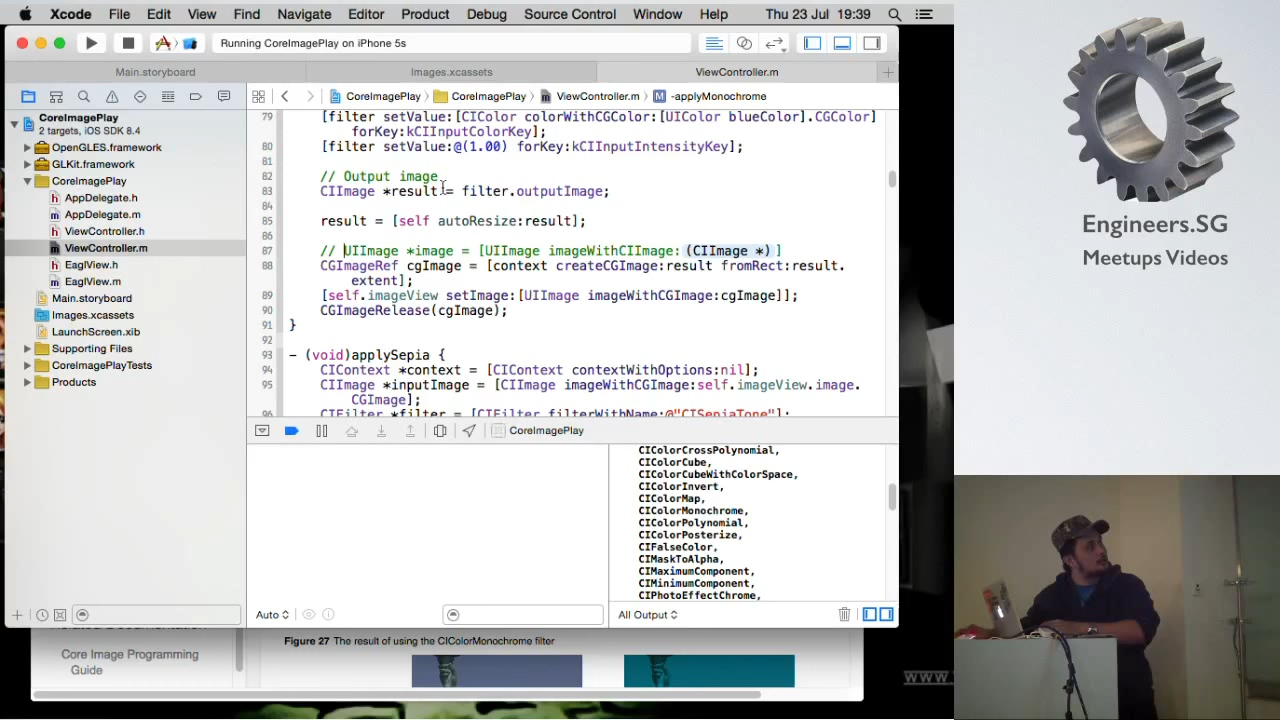 Xcode File Edit View Find Navigate Editor Product Debug Source Control Window Help Thu 23 Jul 19:39
Running CoreImagePlay on iPhone 5s
Main.storyboard Images.xcassets ViewController.m
CoreImagePlay CoreImagePlay ViewController.m M -applyMonochrome
CoreImagePlay
2 targets, iOS SDK 8.4
OpenGLES.framework
GLKit.framework
CoreImagePlay
AppDelegate.h
AppDelegate.m
ViewController.h
ViewController.m
EaglView.h
EaglView.m
Main.storyboard
Images.xcassets
LaunchScreen.xib
Supporting Files
CoreImagePlayTests
Products
79 [filter setValue:[CIColor colorWithCGColor:[UIColor blueColor].CGColor]
forKey:kCIInputColorKey];
80 [filter setValue:@(1.00) forKey:kCIInputIntensityKey];
81
82 // Output image
83 CIImage *result = filter.outputImage;
84
85 result = [self autoResize:result];
86
87 // UIImage *image = [UIImage imageWithCIImage:(CIImage *)]
88 CGImageRef cgImage = [context createCGImage:result fromRect:result.
extent];
89 [self.imageView setImage:[UIImage imageWithCGImage:cgImage]];
90 CGImageRelease(cgImage);
91 }
92
93 - (void)applySepia {
94 CIContext *context = [CIContext contextWithOptions:nil];
95 CIImage *inputImage = [CIImage imageWithCGImage:self.imageView.image.
CGImage];
96 CIFilter *filter = [CIFilter filterWithName:@"CISepiaTone"];
CoreImagePlay
CIColorCrossPolynomial,
CIColorCube,
CIColorCubeWithColorSpace,
CIColorInvert,
CIColorMap,
CIColorMonochrome,
CIColorPolynomial,
CIColorPosterize,
CIFalseColor,
CIMaskToAlpha,
CIMaximumComponent,
CIMinimumComponent,
CIPhotoEffectChrome,
Auto All Output
Related Documentation
Core Image Programming
Guide
Figure 27 The result of using the CIColorMonochrome filter
www.
Engineers.SG
Meetups Videos